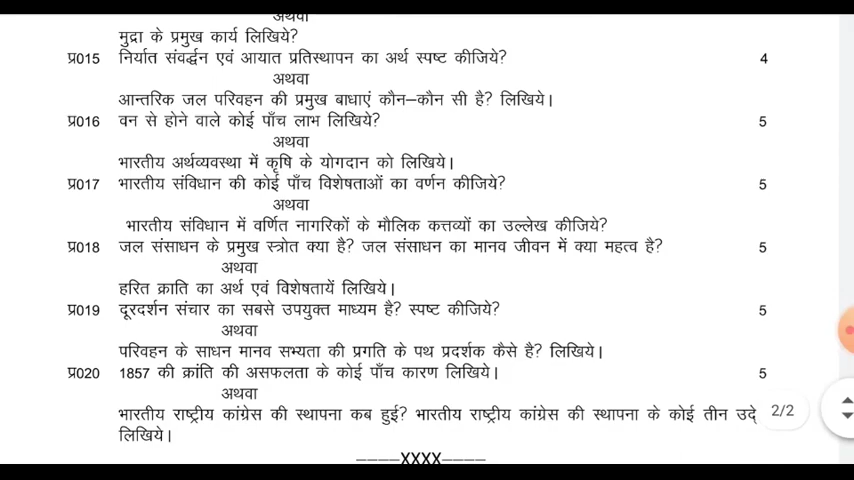 अथवा
मुद्रा के प्रमुख कार्य लिखिये?
प्र015 निर्यात संवर्द्धन एवं आयात प्रतिस्थापन का अर्थ स्पष्ट कीजिये? 4
अथवा
आन्तरिक जल परिवहन की प्रमुख बाधाएं कौन–कौन सी है? लिखिये।
प्र016 वन से होने वाले कोई पाँच लाभ लिखिये? 5
अथवा
भारतीय अर्थव्यवस्था में कृषि के योगदान को लिखिये।
प्र017 भारतीय संविधान की कोई पाँच विशेषताओं का वर्णन कीजिये? 5
अथवा
भारतीय संविधान में वर्णित नागरिकों के मौलिक कत्तव्यों का उल्लेख कीजिये?
प्र018 जल संसाधन के प्रमुख स्त्रोत क्या है? जल संसाधन का मानव जीवन में क्या महत्व है? 5
अथवा
हरित क्राति का अर्थ एवं विशेषतायें लिखिये।
प्र019 दूरदर्शन संचार का सबसे उपयुक्त माध्यम है? स्पष्ट कीजिये? 5
अथवा
परिवहन के साधन मानव सभ्यता की प्रगति के पथ प्रदर्शक कैसे है? लिखिये।
प्र020 1857 की क्रांति की असफलता के कोई पाँच कारण लिखिये। 5
अथवा
भारतीय राष्ट्रीय कांग्रेस की स्थापना कब हुई? भारतीय राष्ट्रीय कांग्रेस की स्थापना के कोई तीन उद्दे 2/2
लिखिये।
––––XXXX––––